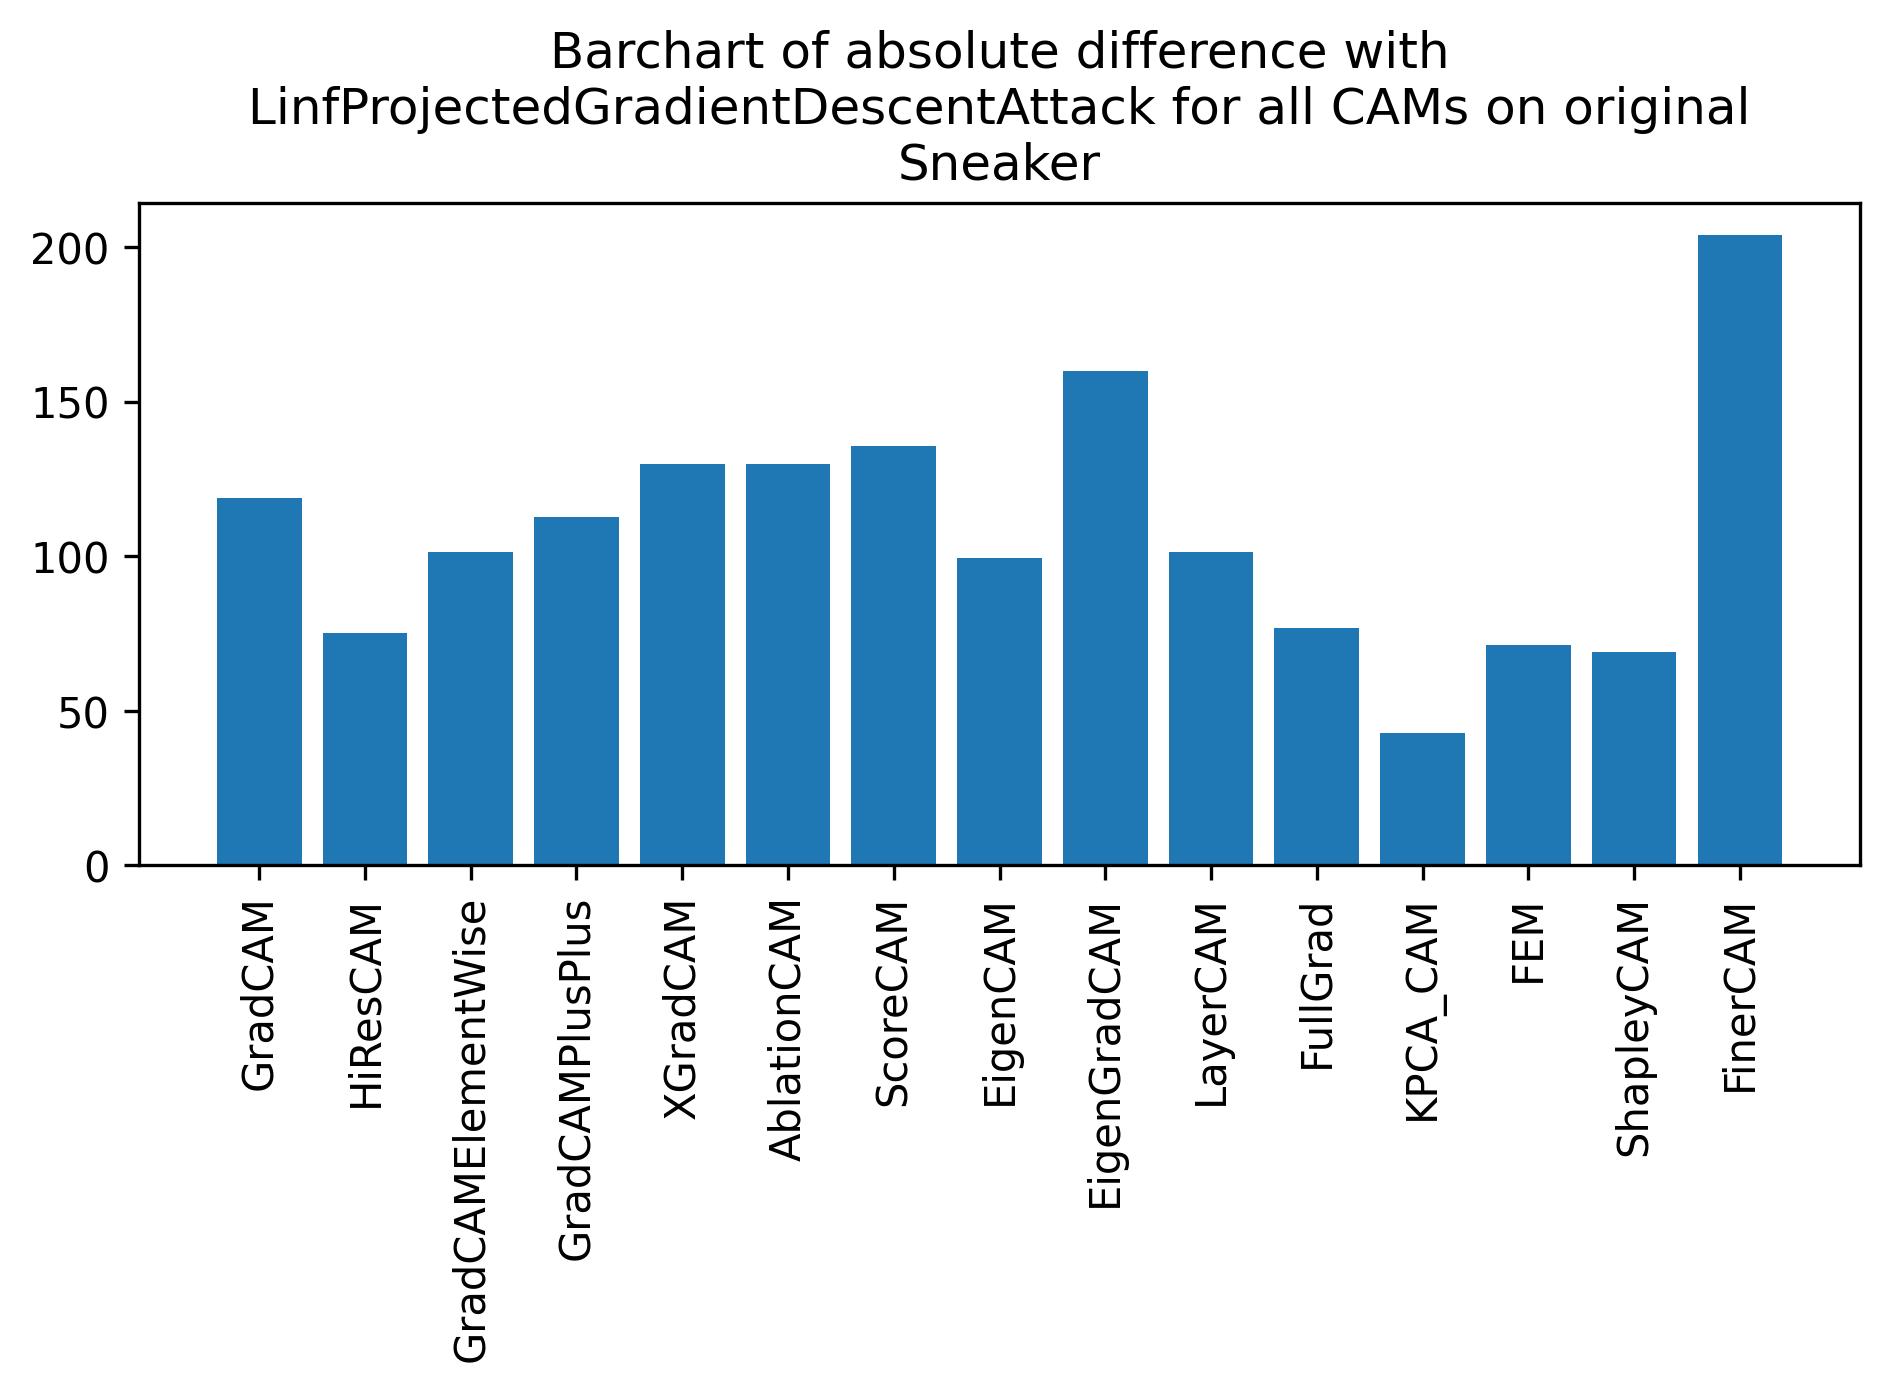 Barchart of absolute difference with
LinfProjectedGradientDescentAttack for all CAMs on original
Sneaker
200
150
100
50
0
GradCAM
HiResCAM
GradCAMElementWise
GradCAMPlusPlus
XGradCAM
AblationCAM
ScoreCAM
EigenCAM
EigenGradCAM
LayerCAM
FullGrad
KPCA_CAM
FEM
ShapleyCAM
FinerCAM